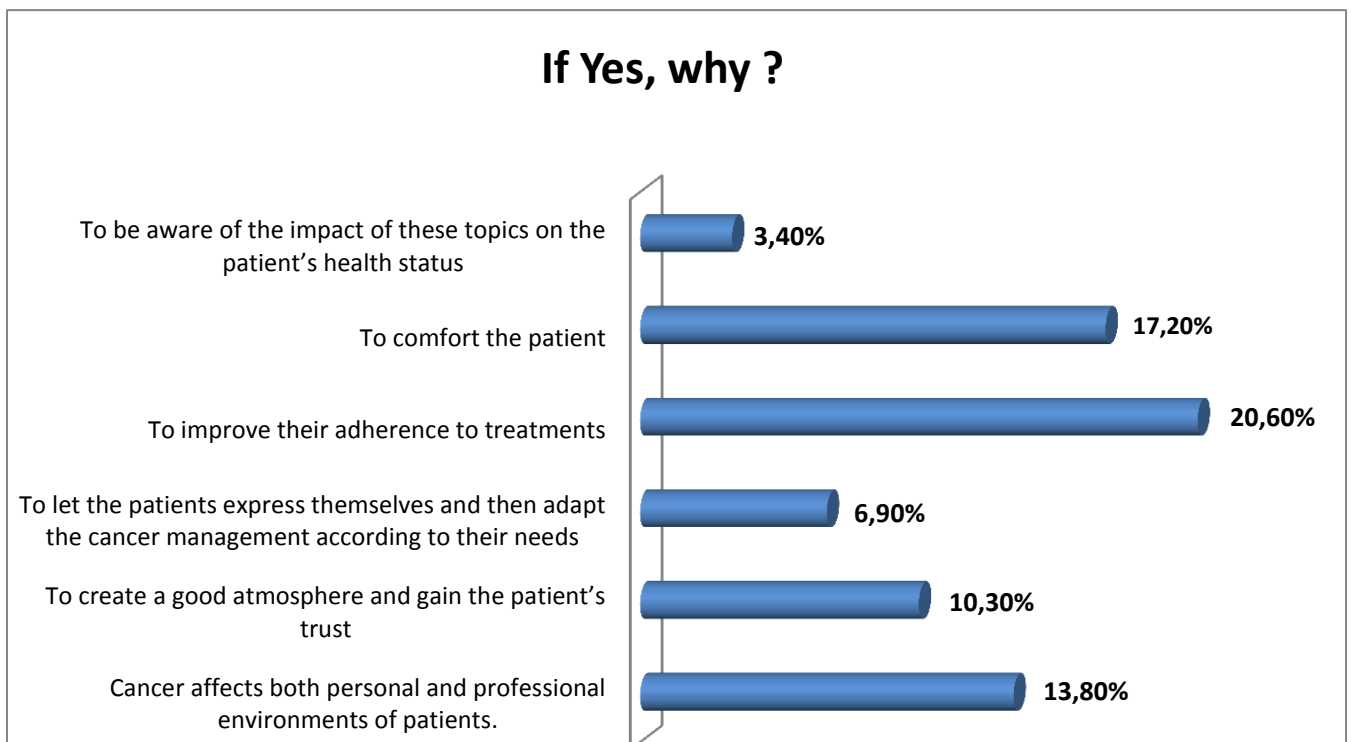 If Yes, why ?
To be aware of the impact of these topics on the
patient’s health status
3,40%
To comfort the patient
17,20%
To improve their adherence to treatments
20,60%
To let the patients express themselves and then adapt
the cancer management according to their needs
6,90%
To create a good atmosphere and gain the patient’s
trust
10,30%
Cancer affects both personal and professional
environments of patients.
13,80%